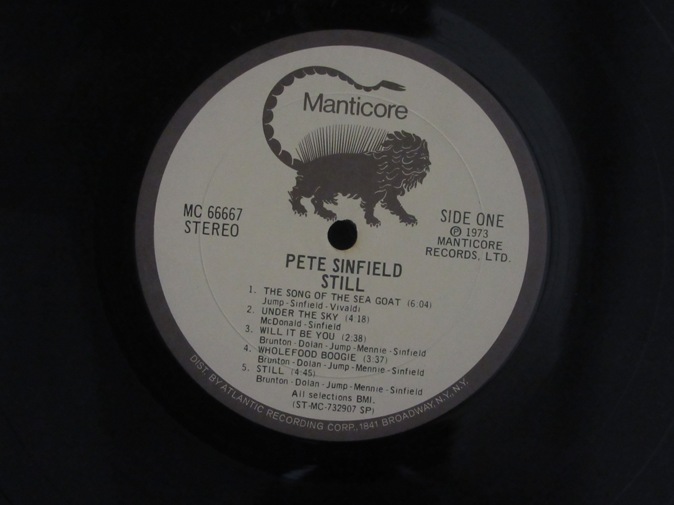 Manticore
MC 66667
STEREO
SIDE ONE
Ⓟ 1973
MANTICORE
RECORDS, LTD.
PETE SINFIELD
STILL
1. THE SONG OF THE SEA GOAT (6:04)
Jump-Sinfield-Vivaldi
2. UNDER THE SKY (4:18)
McDonald-Sinfield
3. WILL IT BE YOU (2:38)
Brunton-Dolan-Jump-Mennie-Sinfield
4. WHOLEFOOD BOOGIE (3:37)
Brunton-Dolan-Jump-Mennie-Sinfield
5. STILL (4:45)
Brunton-Dolan-Jump-Mennie-Sinfield
All selections BMI.
(ST-MC-732907 SP)
DIST. BY ATLANTIC RECORDING CORP., 1841 BROADWAY, N.Y., N.Y.